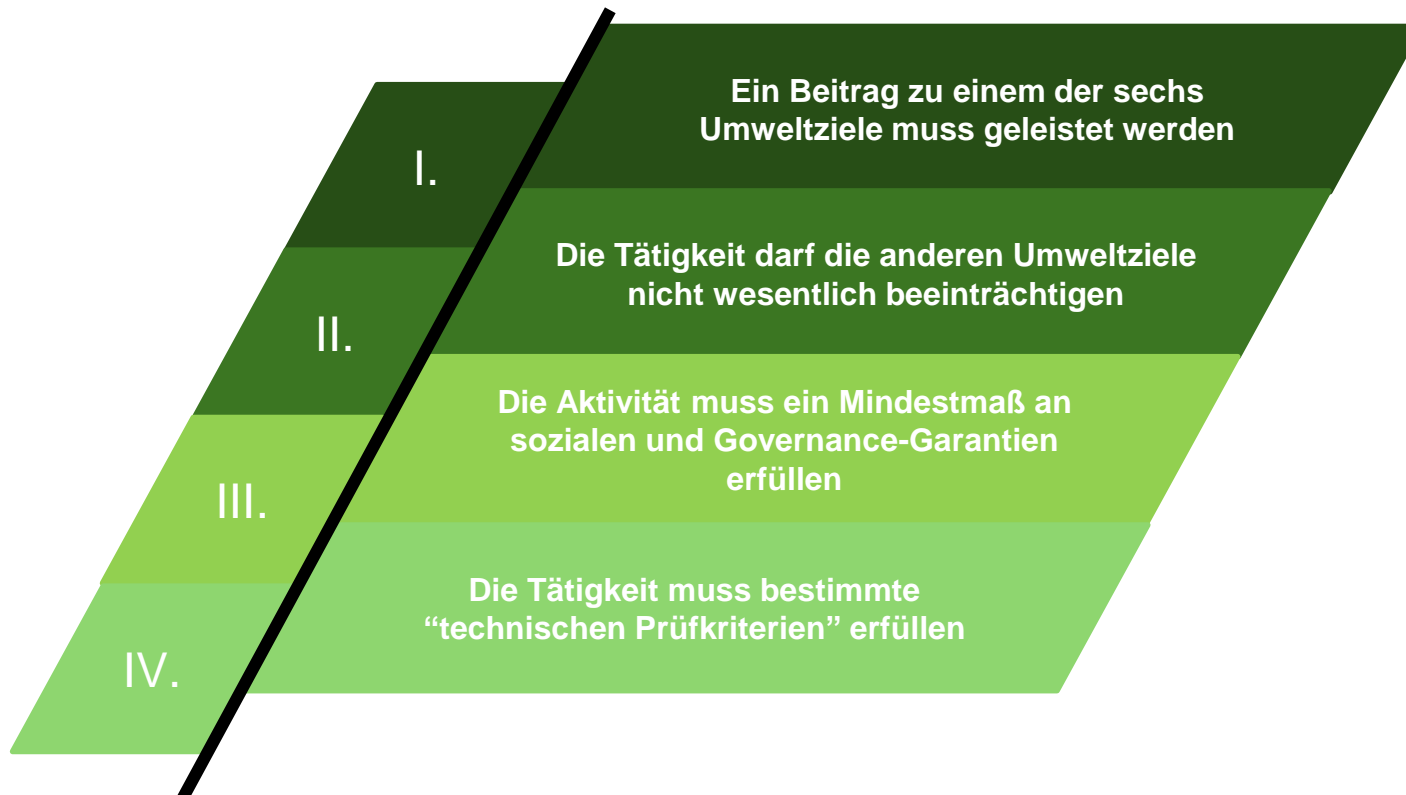 I.
Ein Beitrag zu einem der sechs
Umweltziele muss geleistet werden
II.
Die Tätigkeit darf die anderen Umweltziele
nicht wesentlich beeinträchtigen
III.
Die Aktivität muss ein Mindestmaß an
sozialen und Governance-Garantien
erfüllen
IV.
Die Tätigkeit muss bestimmte
“technischen Prüfkriterien” erfüllen